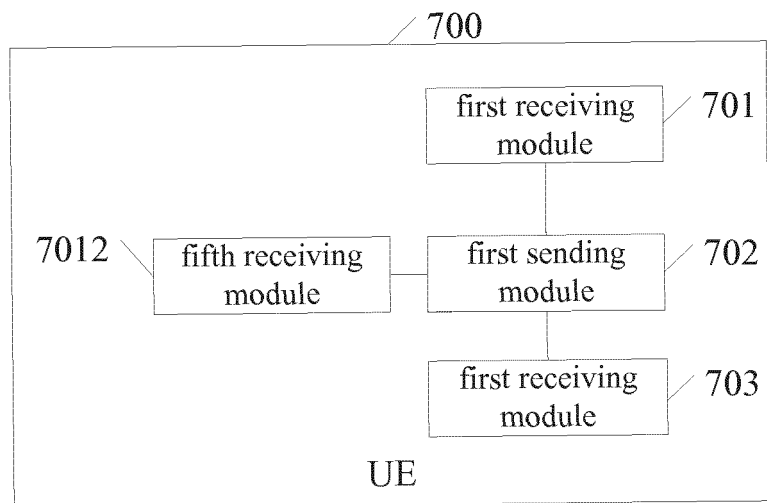 700
first receiving
module
701
7012
fifth receiving
module
first sending
module
702
first receiving
module
703
UE